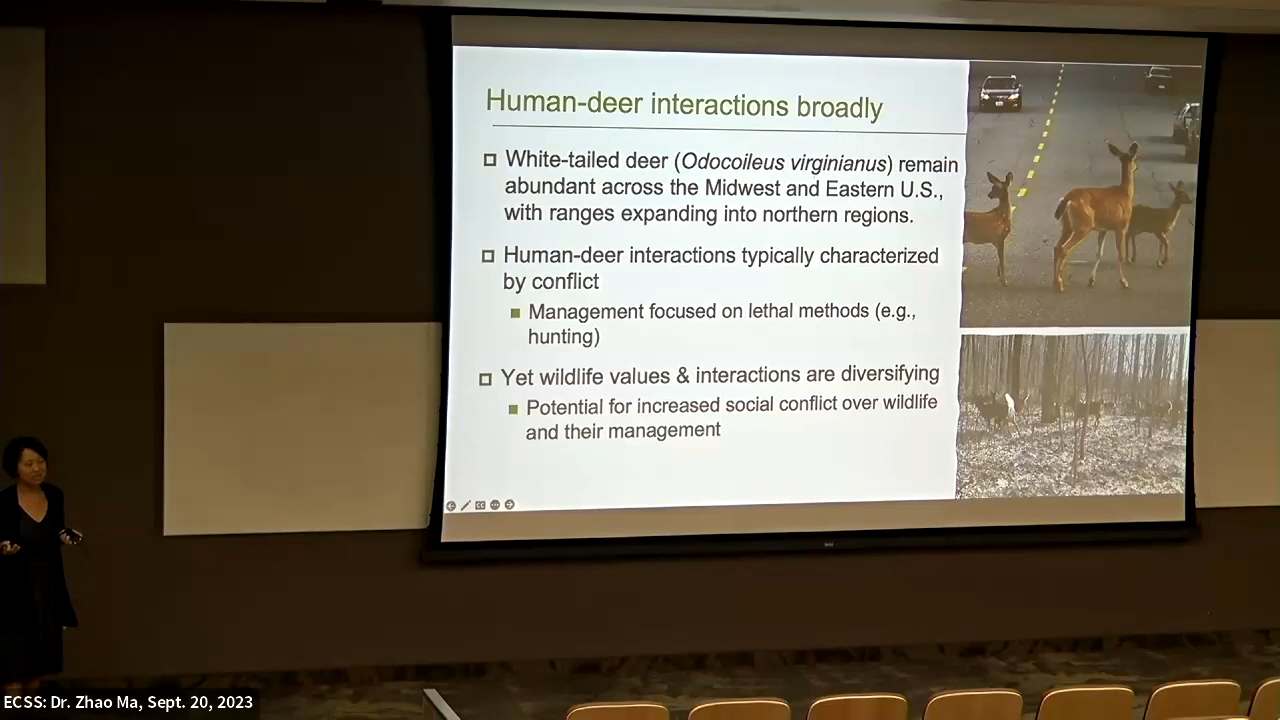 Human-deer interactions broadly
White-tailed deer (Odocoileus virginianus) remain
abundant across the Midwest and Eastern U.S.,
with ranges expanding into northern regions.
Human-deer interactions typically characterized
by conflict
Management focused on lethal methods (e.g.,
hunting)
Yet wildlife values & interactions are diversifying
Potential for increased social conflict over wildlife
and their management
ECSS: Dr. Zhao Ma, Sept. 20, 2023